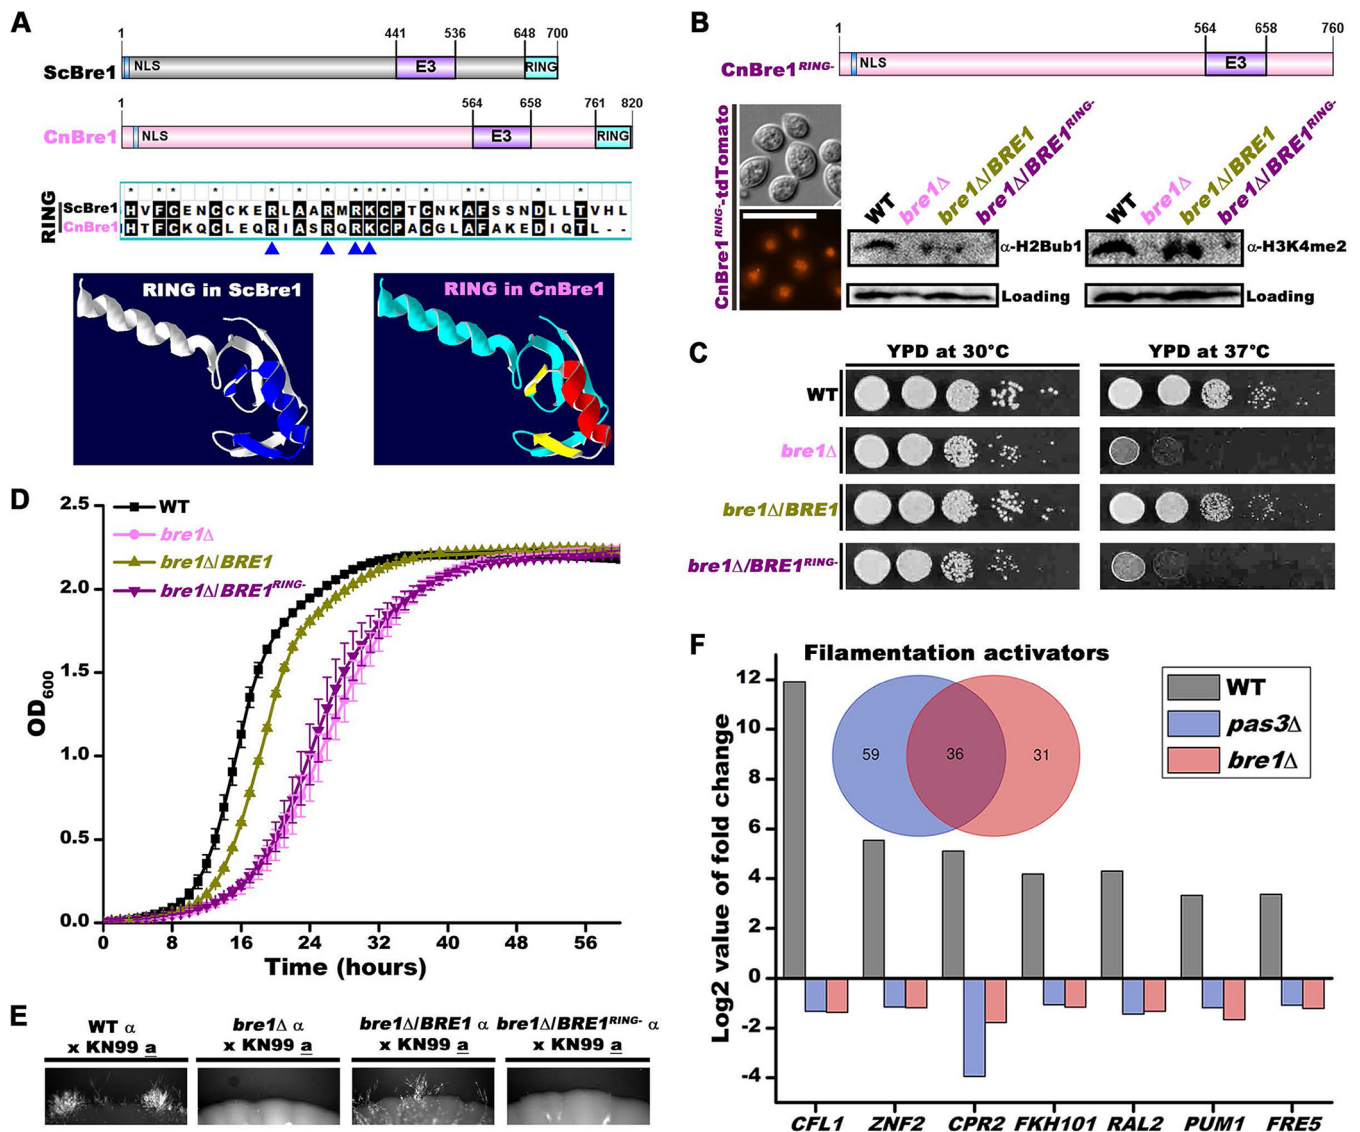 A
1 441 536 648 700
ScBre1 NLS E3 RING
1 564 658 761 820
CnBre1 NLS E3 RING
RING
* * * * * * * * * * * * * *
ScBre1 HVFCENCCKERLAARMRKCPTCNKAFSSNDLLTVHL
CnBre1 HTFCKQCLEQRIASRQRKCPACGLAFAKEDIQTL--
RING in ScBre1
RING in CnBre1
B
1 564 658 760
CnBre1RING- NLS E3
CnBre1RING--tdTomato
WT bre1Δ bre1Δ/BRE1 bre1Δ/BRE1RING-
α-H2Bub1
Loading
WT bre1Δ bre1Δ/BRE1 bre1Δ/BRE1RING-
α-H3K4me2
Loading
C
YPD at 30°C YPD at 37°C
WT
bre1Δ
bre1Δ/BRE1
bre1Δ/BRE1RING-
D
WT
bre1Δ
bre1Δ/BRE1
bre1Δ/BRE1RING-
OD600
2.5
2.0
1.5
1.0
0.5
0.0
0 8 16 24 32 40 48 56
Time (hours)
E
WT α
x KN99 a
bre1Δ α
x KN99 a
bre1Δ/BRE1 α
x KN99 a
bre1Δ/BRE1RING- α
x KN99 a
F
Filamentation activators
59 36 31
WT
pas3Δ
bre1Δ
Log2 value of fold change
12
10
8
6
4
2
0
-2
-4
CFL1 ZNF2 CPR2 FKH101 RAL2 PUM1 FRE5